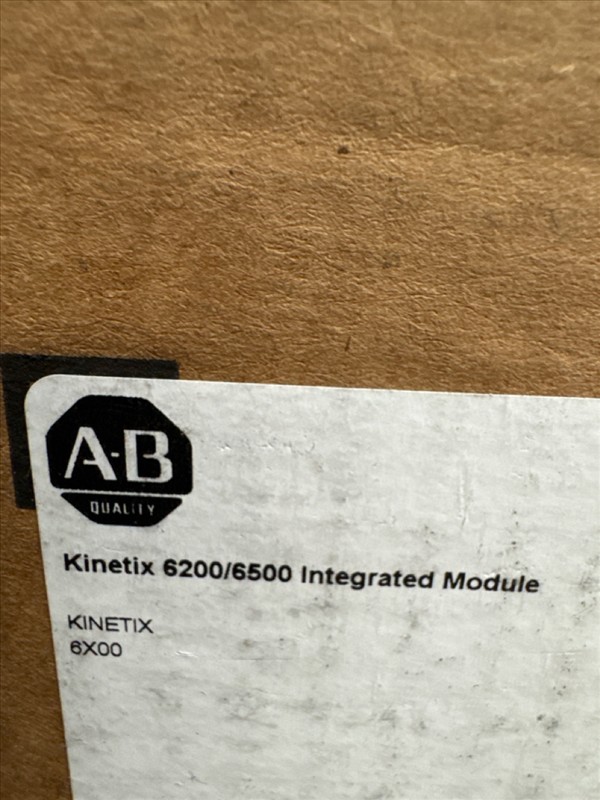 A-B
QUALITY
Kinetix 6200/6500 Integrated Module
KINETIX
6X00